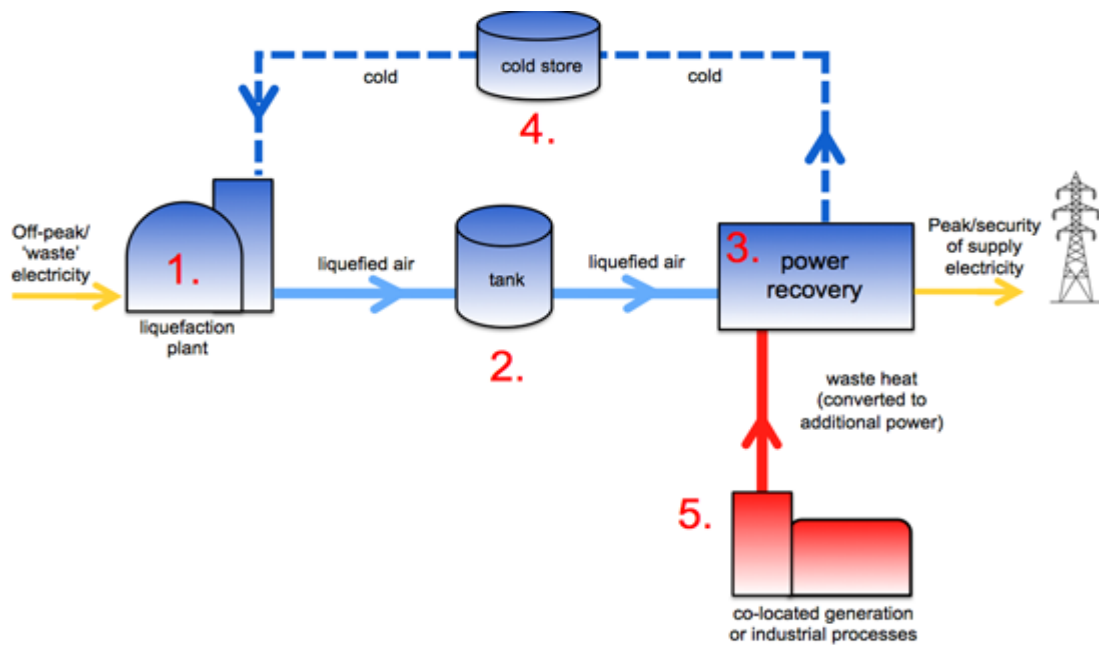 cold store
cold
cold
4.
Off-peak/
‘waste’
electricity
1.
liquefaction
plant
liquefied air
tank
2.
liquefied air
3.
power
recovery
Peak/security
of supply
electricity
waste heat
(converted to
additional power)
5.
co-located generation
or industrial processes